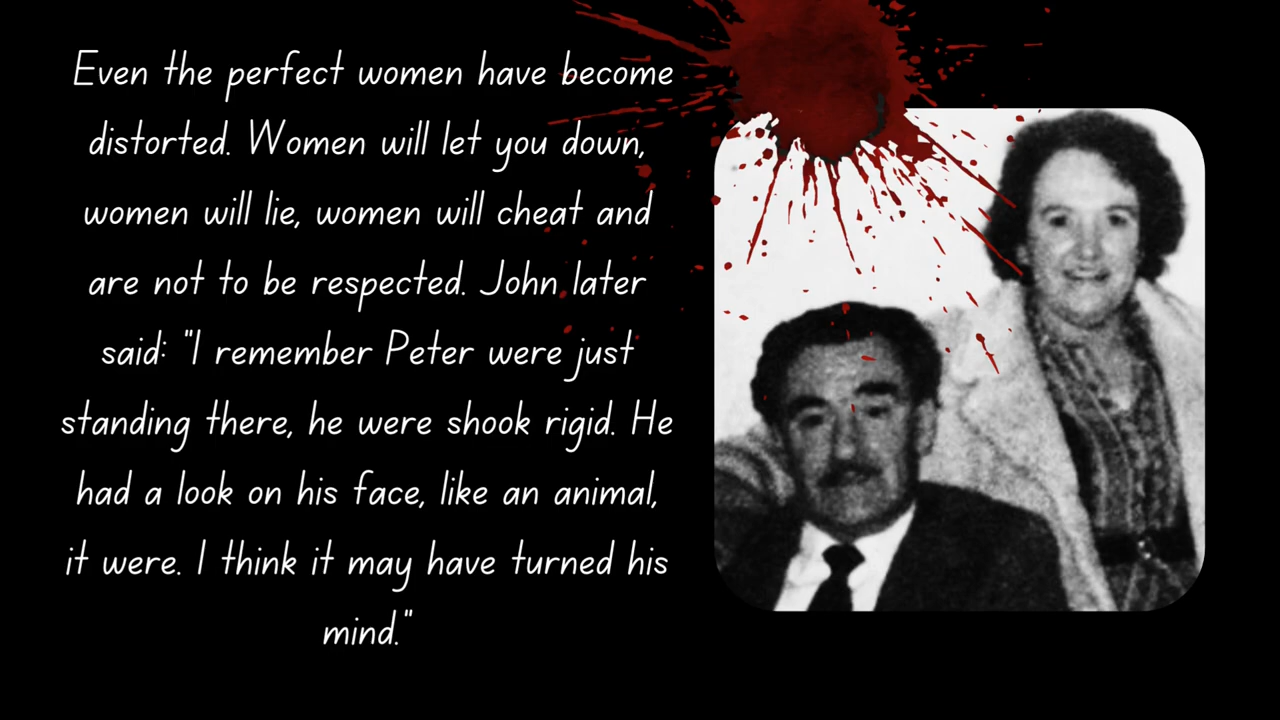 Even the perfect women have become
distorted. Women will let you down,
women will lie, women will cheat and
are not to be respected. John later
said: "I remember Peter were just
standing there, he were shook rigid. He
had a look on his face, like an animal,
it were. I think it may have turned his
mind."